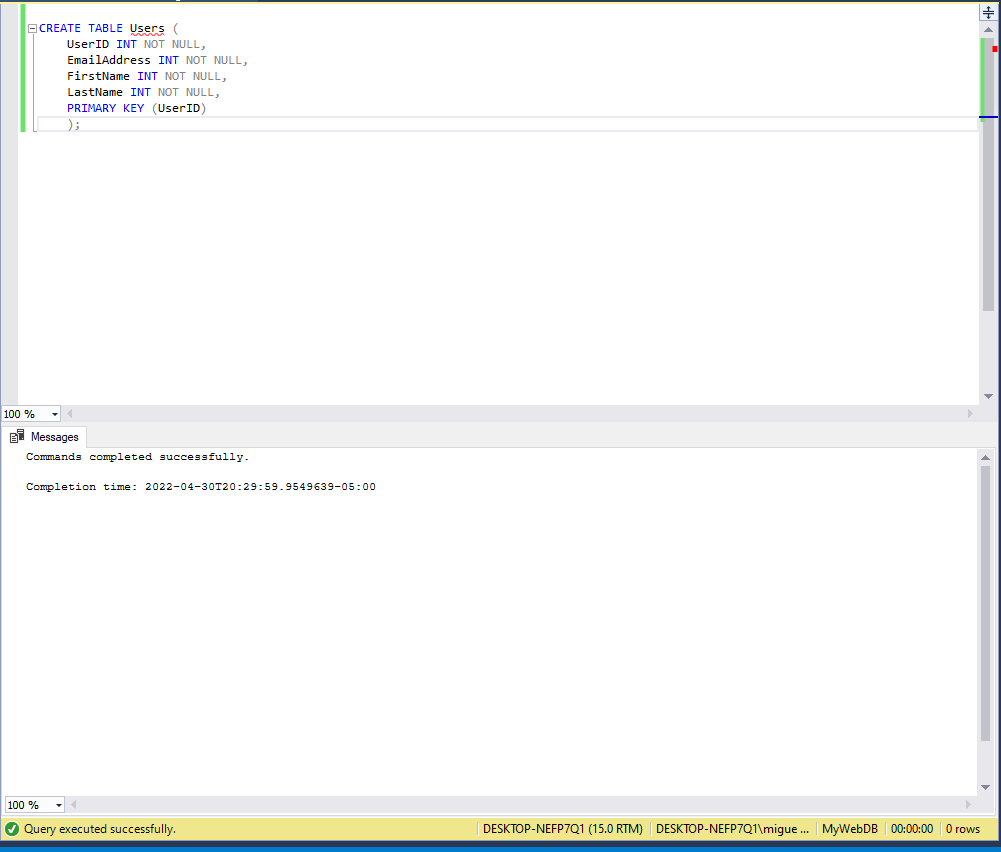 CREATE TABLE Users (
UserID INT NOT NULL,
EmailAddress INT NOT NULL,
FirstName INT NOT NULL,
LastName INT NOT NULL,
PRIMARY KEY (UserID)
);
100 %
Messages
Commands completed successfully.
Completion time: 2022-04-30T20:29:59.9549639-05:00
100 %
Query executed successfully. DESKTOP-NEFP7Q1 (15.0 RTM) DESKTOP-NEFP7Q1\migue ... MyWebDB 00:00:00 0 rows